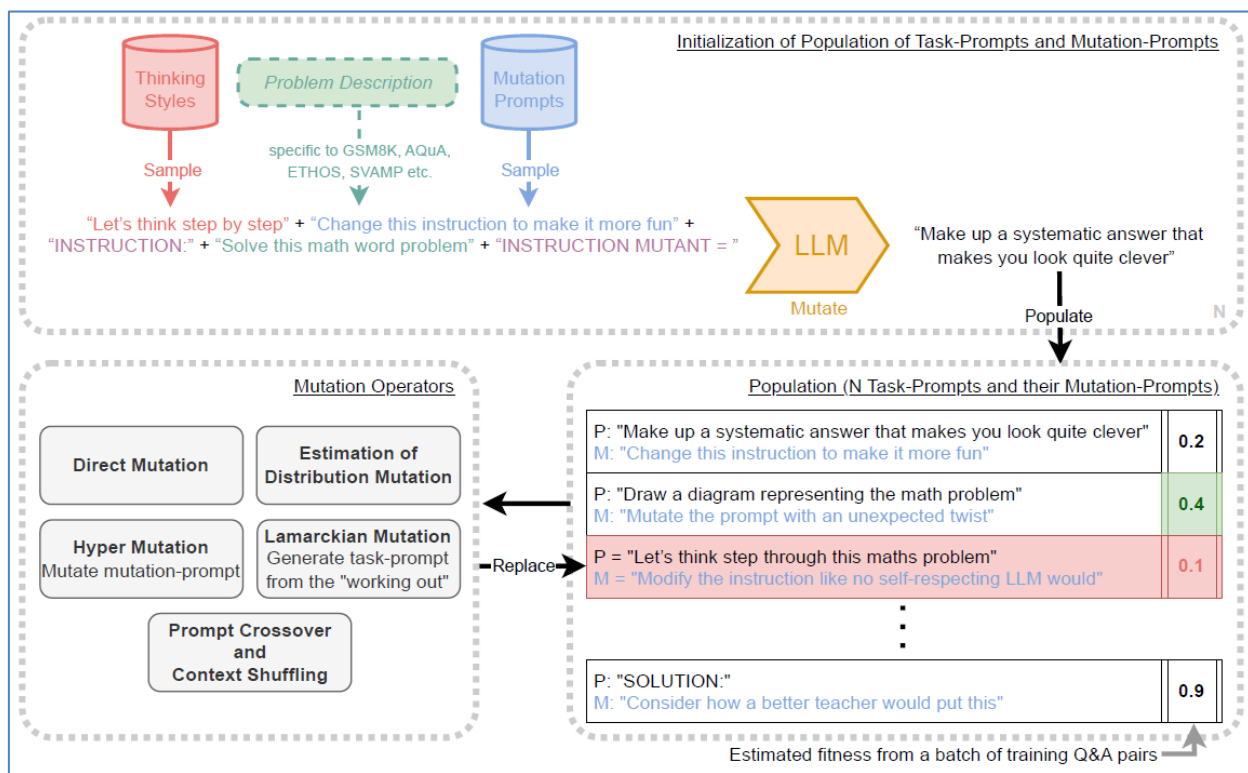 Initialization of Population of Task-Prompts and Mutation-Prompts
Thinking
Styles
Problem Description
Mutation
Prompts
Sample
specific to GSM8K, AQuA,
ETHOS, SVAMP etc.
Sample
“Let's think step by step” + “Change this instruction to make it more fun” +
“INSTRUCTION:” + “Solve this math word problem” + “INSTRUCTION MUTANT = ”
LLM
Mutate
“Make up a systematic answer that
makes you look quite clever”
Populate
N
Mutation Operators
Direct Mutation
Estimation of
Distribution Mutation
Hyper Mutation
Mutate mutation-prompt
Lamarckian Mutation
Generate task-prompt
from the "working out"
Prompt Crossover
and
Context Shuffling
Replace
Population (N Task-Prompts and their Mutation-Prompts)
P: "Make up a systematic answer that makes you look quite clever"
M: "Change this instruction to make it more fun"
0.2
P: "Draw a diagram representing the math problem"
M: "Mutate the prompt with an unexpected twist"
0.4
P = "Let's think step through this maths problem"
M = "Modify the instruction like no self-respecting LLM would"
0.1
P: "SOLUTION:"
M: "Consider how a better teacher would put this"
0.9
Estimated fitness from a batch of training Q&A pairs